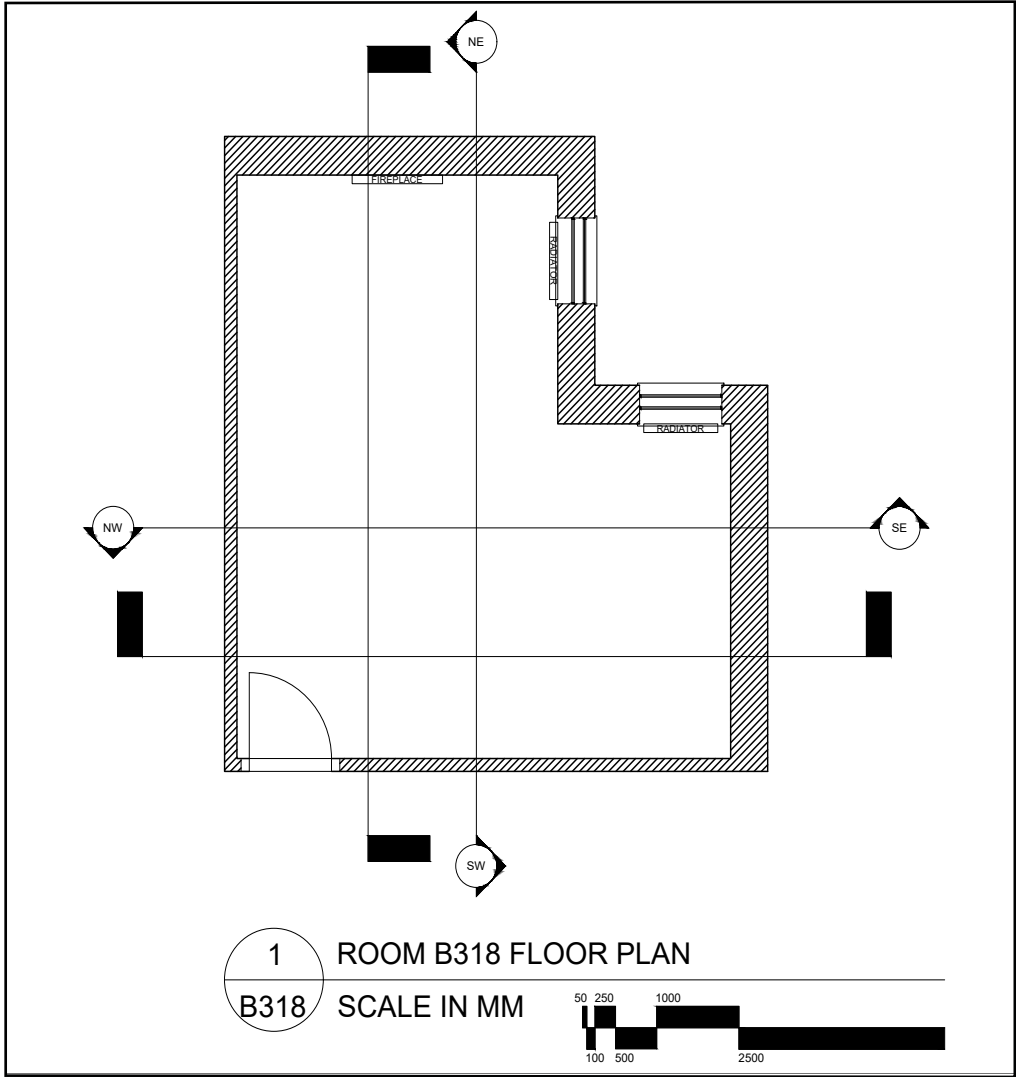 NE
FIREPLACE
RADIATOR
RADIATOR
NW
SE
SW
1
ROOM B318 FLOOR PLAN
B318
SCALE IN MM
50 250 1000
100 500 2500